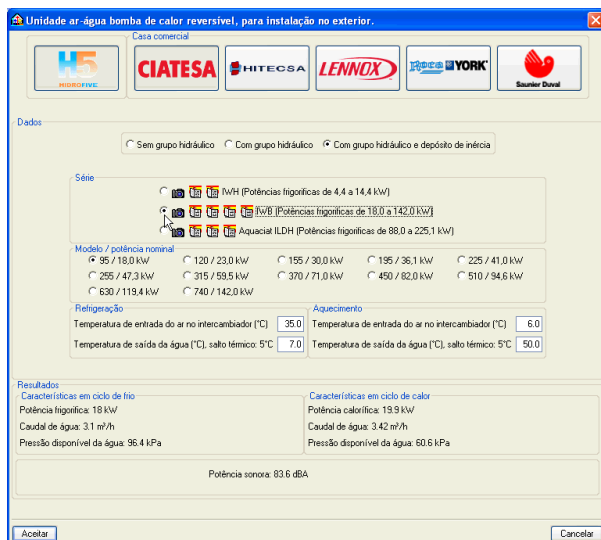 Unidade ar-água bomba de calor reversível, para instalação no exterior.
Casa comercial
H5
HIDROFIVE
CIATESA
HITECSA
LENNOX
Roca YORK
Saunier Duval
Dados
Sem grupo hidráulico Com grupo hidráulico Com grupo hidráulico e depósito de inércia
Série
IWH (Potências frigoríficas de 4,4 a 14,4 kW)
IWB (Potências frigoríficas de 18,0 a 142,0 kW)
Aquaciat ILDH (Potências frigoríficas de 88,0 a 225,1 kW)
Modelo / potência nominal
95 / 18,0 kW 120 / 23,0 kW 155 / 30,0 kW 195 / 36,1 kW 225 / 41,0 kW
255 / 47,3 kW 315 / 59,5 kW 370 / 71,0 kW 450 / 82,0 kW 510 / 94,6 kW
630 / 119,4 kW 740 / 142,0 kW
Refrigeração
Temperatura de entrada do ar no intercambiador (°C) 35.0
Temperatura de saída da água (°C), salto térmico: 5°C 7.0
Aquecimento
Temperatura de entrada do ar no intercambiador (°C) 6.0
Temperatura de saída da água (°C), salto térmico: 5°C 50.0
Resultados
Características em ciclo de frio
Potência frigorífica: 18 kW
Caudal de água: 3.1 m³/h
Pressão disponível da água: 96.4 kPa
Características em ciclo de calor
Potência calorífica: 19.9 kW
Caudal de água: 3.42 m³/h
Pressão disponível da água: 60.6 kPa
Potência sonora: 83.6 dBA
Aceitar
Cancelar